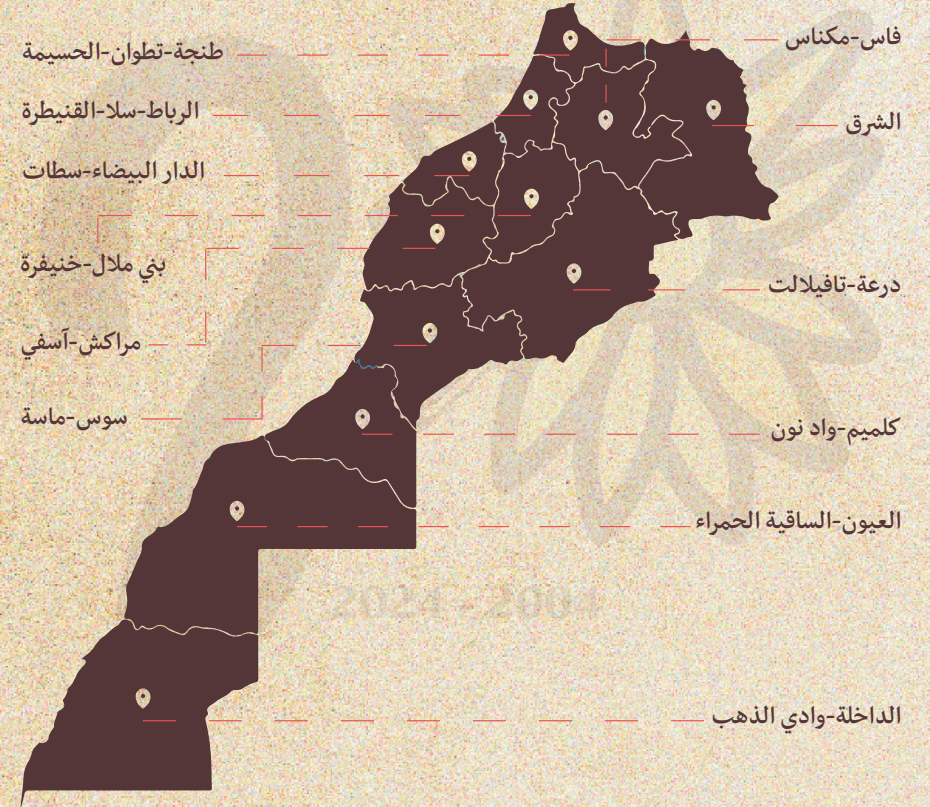 فاس-مكناس
طنجة-تطوان-الحسيمة
الرباط-سلا-القنيطرة
الشرق
الدار البيضاء-سطات
بني ملال-خنيفرة
درعة-تافيلالت
مراكش-آسفي
سوس-ماسة
كلميم-واد نون
العيون-الساقية الحمراء
2024 - 2004
الداخلة-وادي الذهب